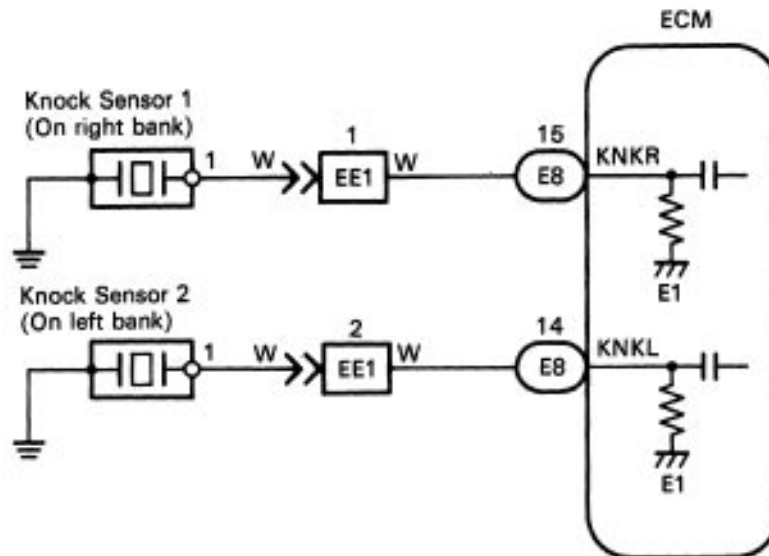 ECM
Knock Sensor 1
(On right bank)
1
W
1
EE1
W
15
E8
KNKR
E1
Knock Sensor 2
(On left bank)
1
W
2
EE1
W
14
E8
KNKL
E1